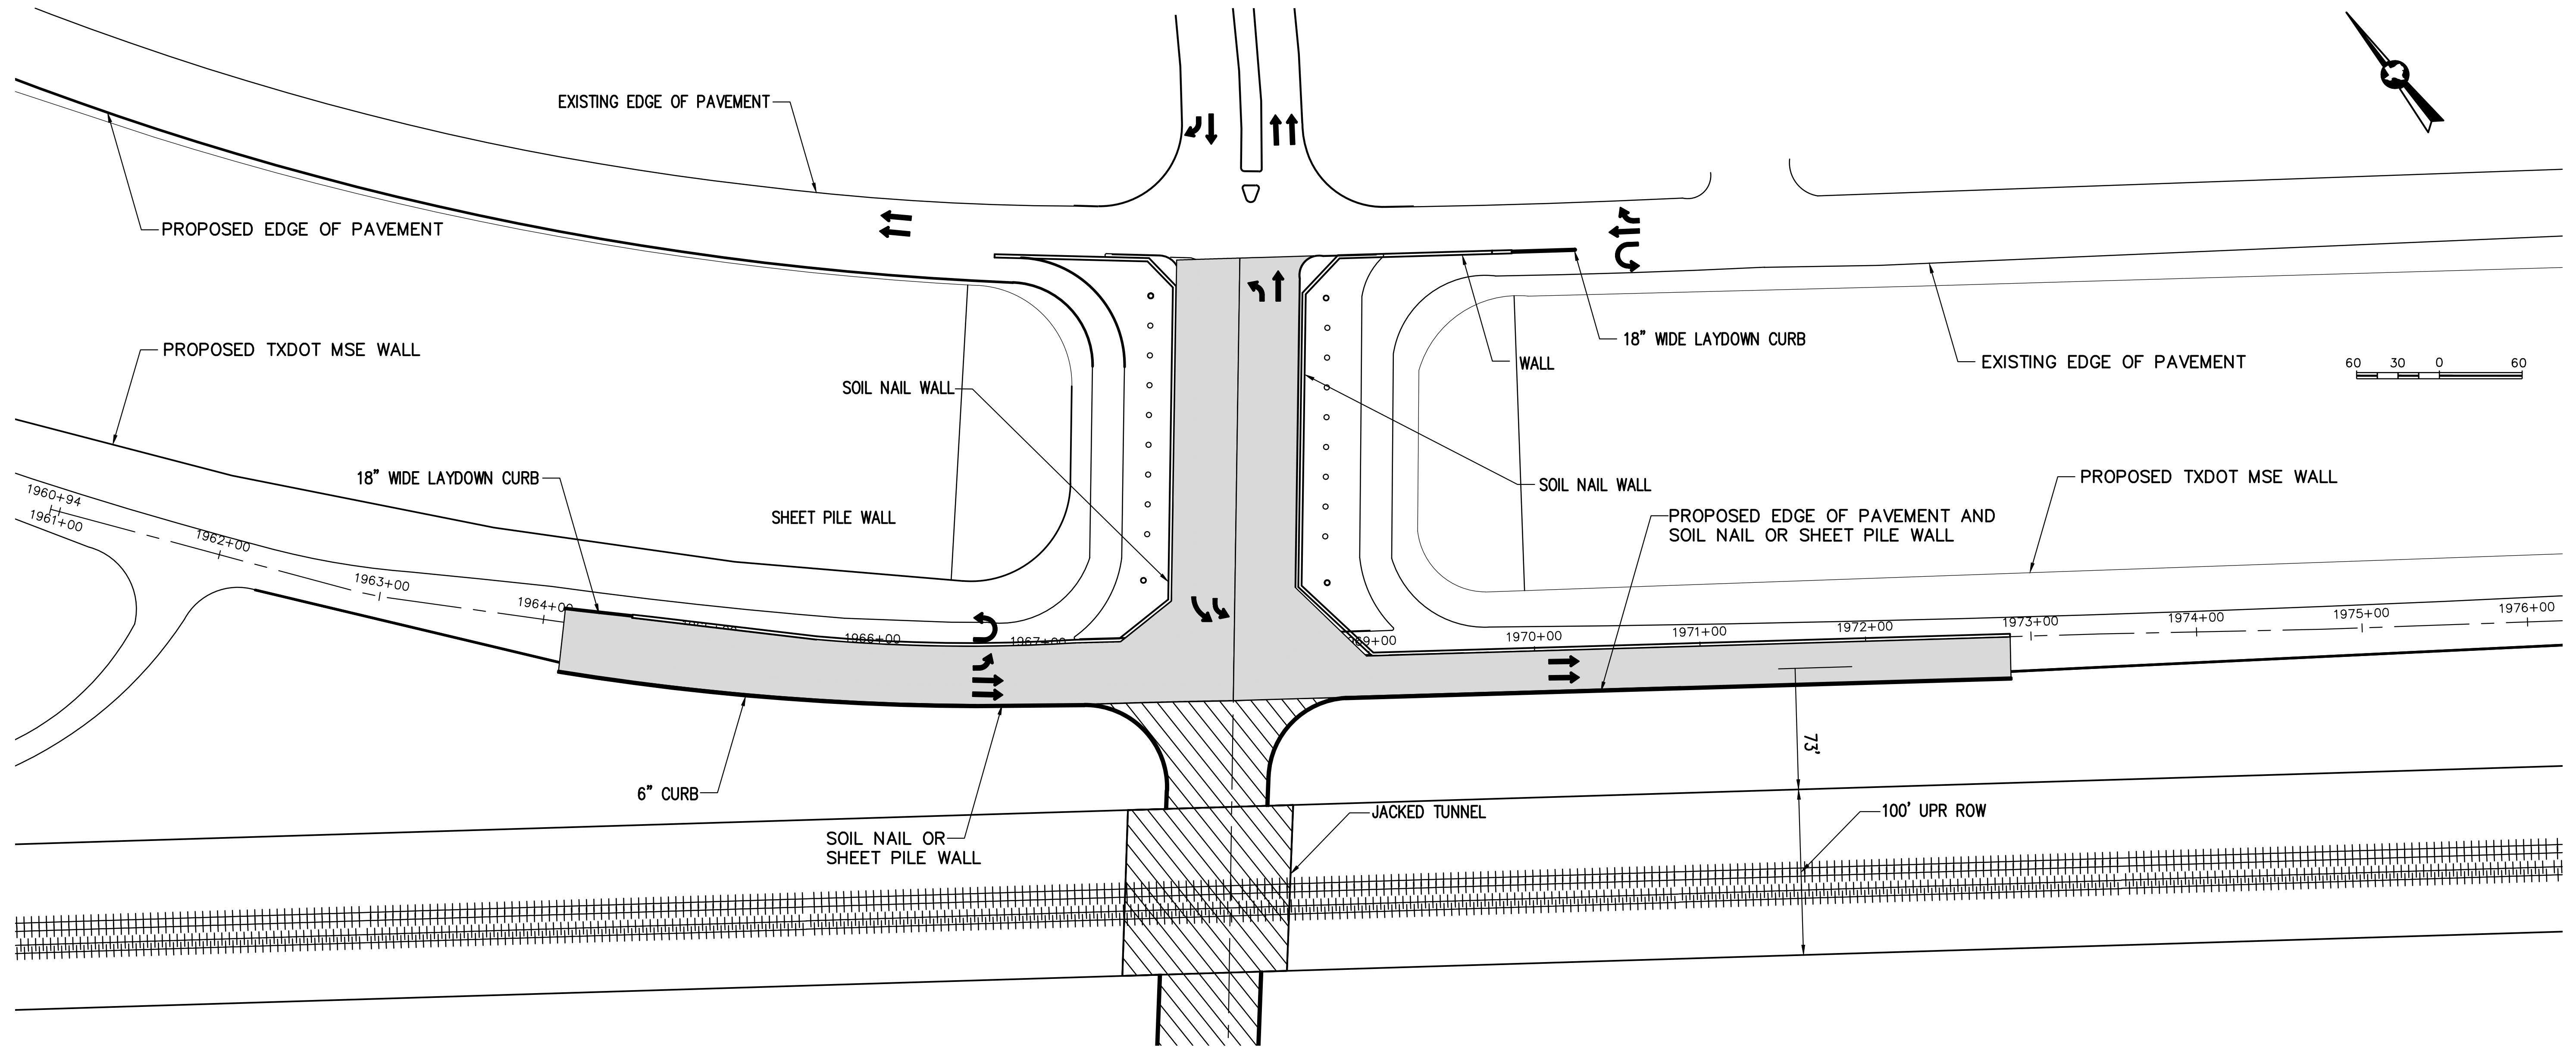 EXISTING EDGE OF PAVEMENT
PROPOSED EDGE OF PAVEMENT
PROPOSED TXDOT MSE WALL
SOIL NAIL WALL
18" WIDE LAYDOWN CURB
WALL
EXISTING EDGE OF PAVEMENT
60 30 0 60
18" WIDE LAYDOWN CURB
SHEET PILE WALL
SOIL NAIL WALL
PROPOSED TXDOT MSE WALL
PROPOSED EDGE OF PAVEMENT AND
SOIL NAIL OR SHEET PILE WALL
1960+94
1961+00
1962+00
1963+00
1964+00
1966+00
1967+00
1970+00
1971+00
1972+00
1973+00
1974+00
1975+00
1976+00
73'
6" CURB
SOIL NAIL OR
SHEET PILE WALL
JACKED TUNNEL
100' UPR ROW